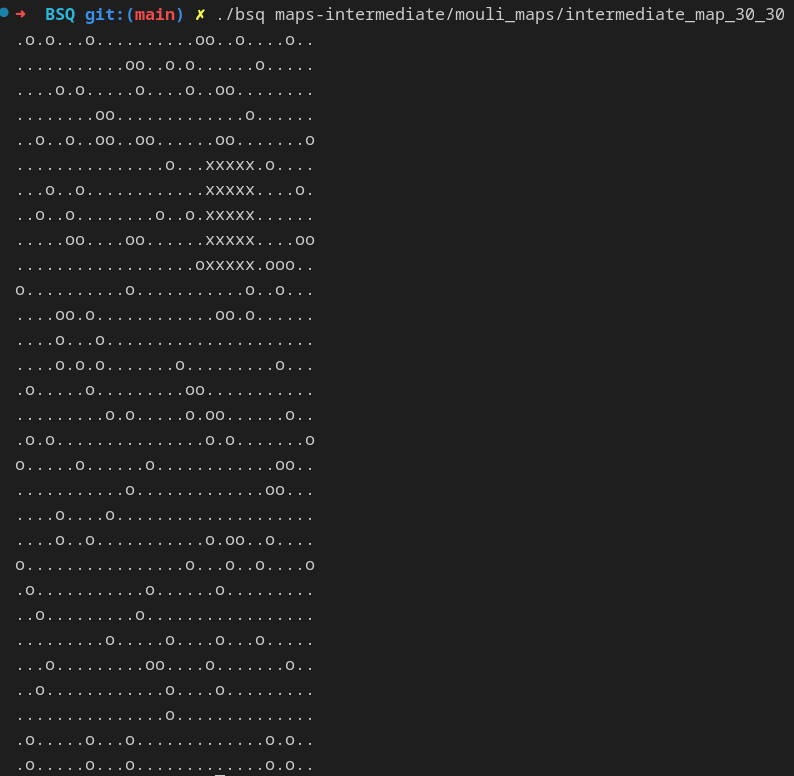 ➜  BSQ git:(main) ✗ ./bsq maps-intermediate/mouli_maps/intermediate_map_30_30
.o.o...o..........oo..o....o..
...........oo..o.o......o.....
....o.o.....o....o..oo........
........oo.............o......
..o..o..oo..oo......oo.......o
...............o...xxxxx.o....
...o..o............xxxxx....o.
..o..o........o..o.xxxxx......
.....oo....oo......xxxxx....oo
..................oxxxxx.ooo..
o..........o...........o..o...
....oo.o............oo.o......
....o...o.....................
....o.o.o.......o.........o...
.o.....o.........oo...........
.........o.o.....o.oo......o..
.o.o...............o.o.......o
o.....o......o............oo..
...........o.............oo...
....o....o....................
....o..o...........o.oo..o....
o................o...o..o....o
.o...........o......o.........
..o.........o.................
.........o.....o....o...o.....
...o.........oo....o.......o..
..o............o....o.........
...............o..............
.o.....o...o.............o.o..
.o.....o...o.............o.o..